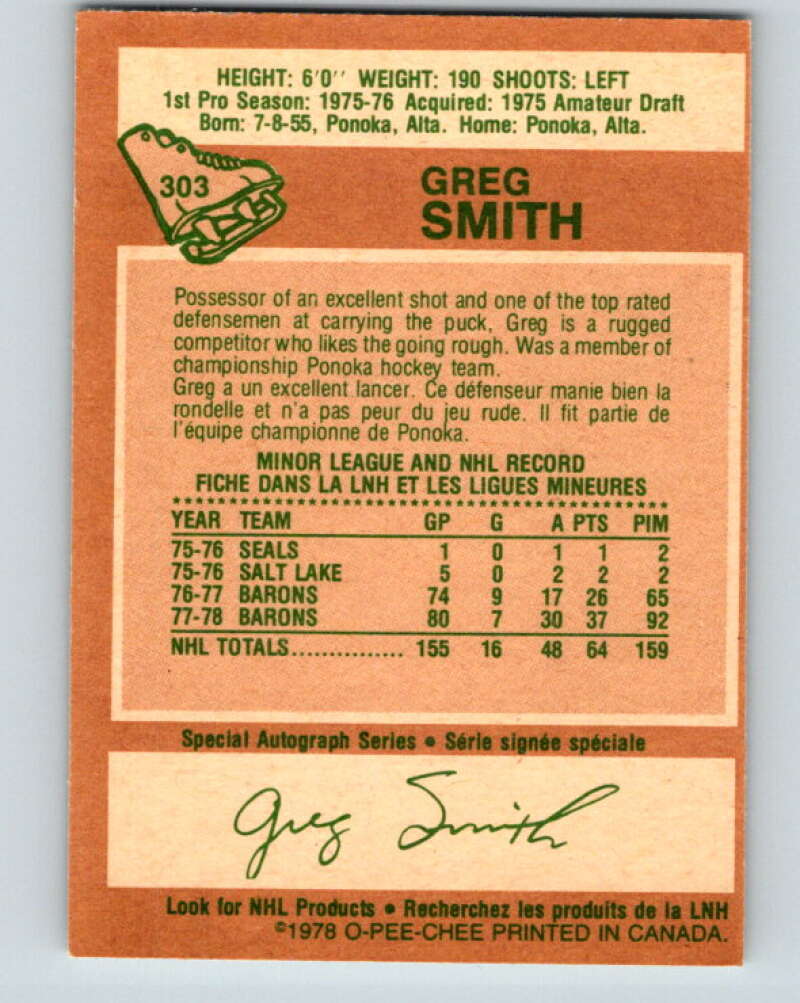 HEIGHT: 6'0'' WEIGHT: 190 SHOOTS: LEFT
1st Pro Season: 1975-76 Acquired: 1975 Amateur Draft
Born: 7-8-55, Ponoka, Alta. Home: Ponoka, Alta.
303
GREG
SMITH
Possessor of an excellent shot and one of the top rated
defensemen at carrying the puck, Greg is a rugged
competitor who likes the going rough. Was a member of
championship Ponoka hockey team.
Greg a un excellent lancer. Ce défenseur manie bien la
rondelle et n'a pas peur du jeu rude. Il fit partie de
l'équipe championne de Ponoka.
MINOR LEAGUE AND NHL RECORD
FICHE DANS LA LNH ET LES LIGUES MINEURES
YEAR TEAM GP G A PTS PIM
75-76 SEALS 1 0 1 1 2
75-76 SALT LAKE 5 0 2 2 2
76-77 BARONS 74 9 17 26 65
77-78 BARONS 80 7 30 37 92
NHL TOTALS............... 155 16 48 64 159
Special Autograph Series • Série signée spéciale
Greg Smith
Look for NHL Products • Recherchez les produits de la LNH
©1978 O-PEE-CHEE PRINTED IN CANADA.